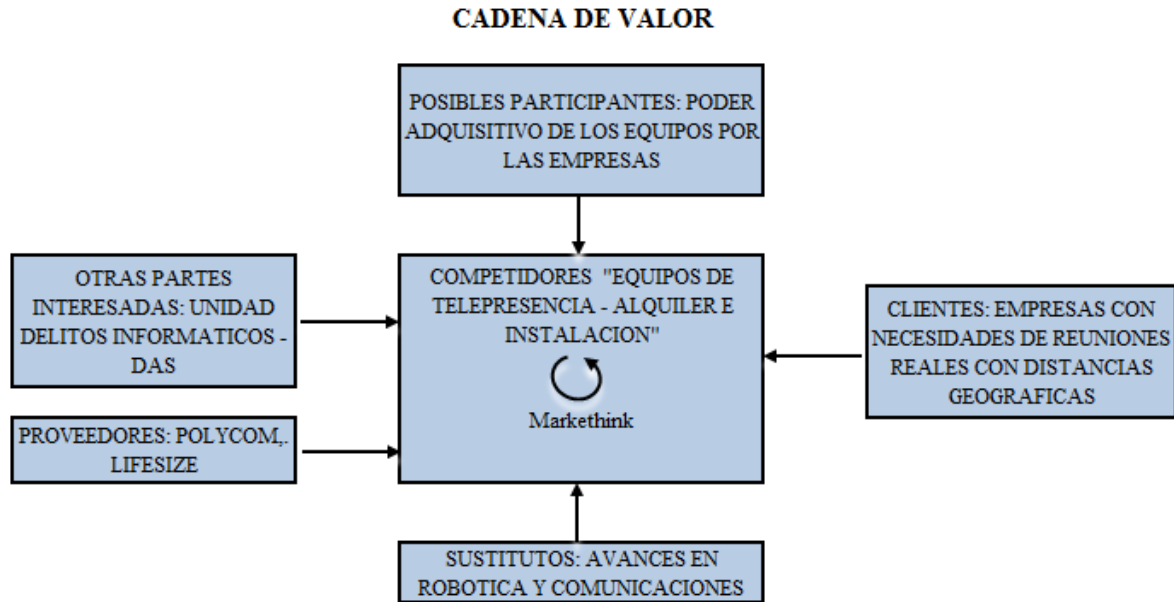 CADENA DE VALOR
POSIBLES PARTICIPANTES: PODER
ADQUISITIVO DE LOS EQUIPOS POR
LAS EMPRESAS
OTRAS PARTES
INTERESADAS: UNIDAD
DELITOS INFORMATICOS -
DAS
COMPETIDORES "EQUIPOS DE
TELEPRESENCIA - ALQUILER E
INSTALACION"
Markethink
CLIENTES: EMPRESAS CON
NECESIDADES DE REUNIONES
REALES CON DISTANCIAS
GEOGRAFICAS
PROVEEDORES: POLYCOM,.
LIFESIZE
SUSTITUTOS: AVANCES EN
ROBOTICA Y COMUNICACIONES